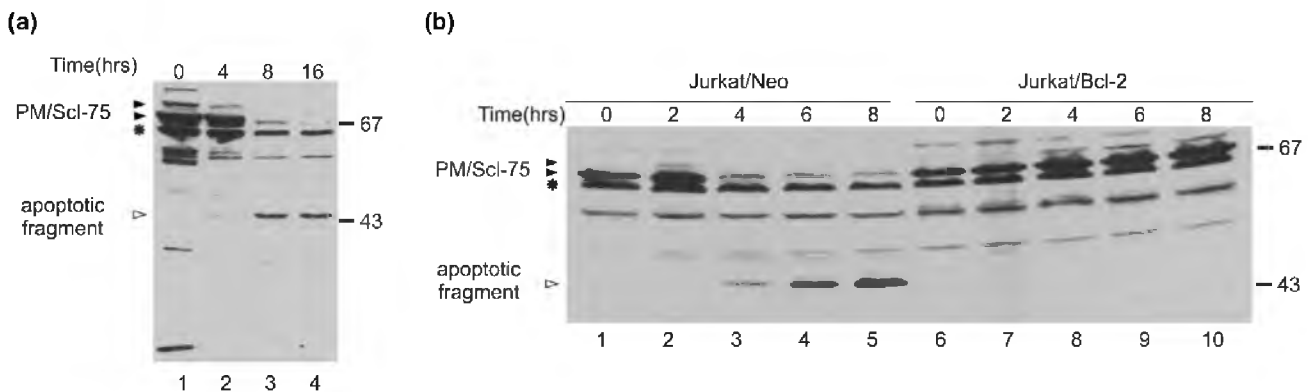 (a)
Time(hrs) 0 4 8 16
PM/Scl-75
67
*
apoptotic
fragment
43
1 2 3 4
(b)
Jurkat/Neo Jurkat/Bcl-2
Time(hrs) 0 2 4 6 8 0 2 4 6 8
67
PM/Scl-75
*
apoptotic
fragment
43
1 2 3 4 5 6 7 8 9 10